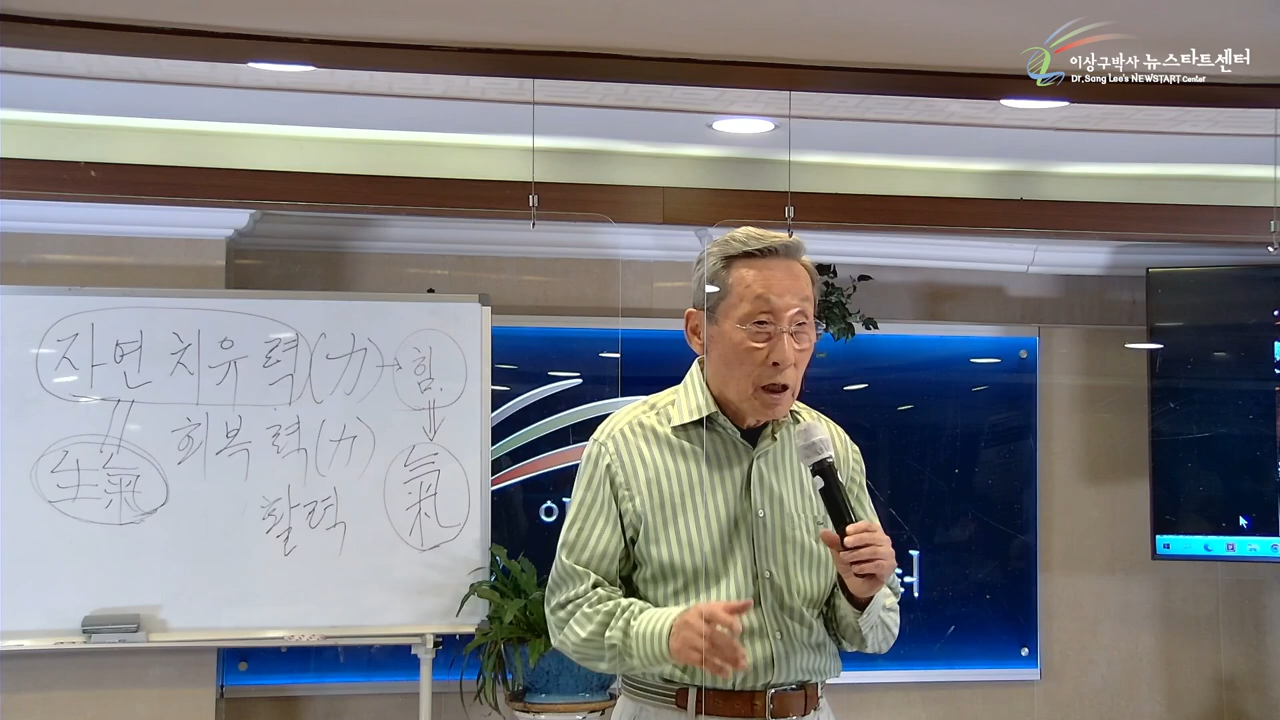 이상구박사 뉴스타트센터
Dr. Sang Lee's NEWSTART Center
자연치유력(力)→힘
회복력(力)
生氣
氣
활력